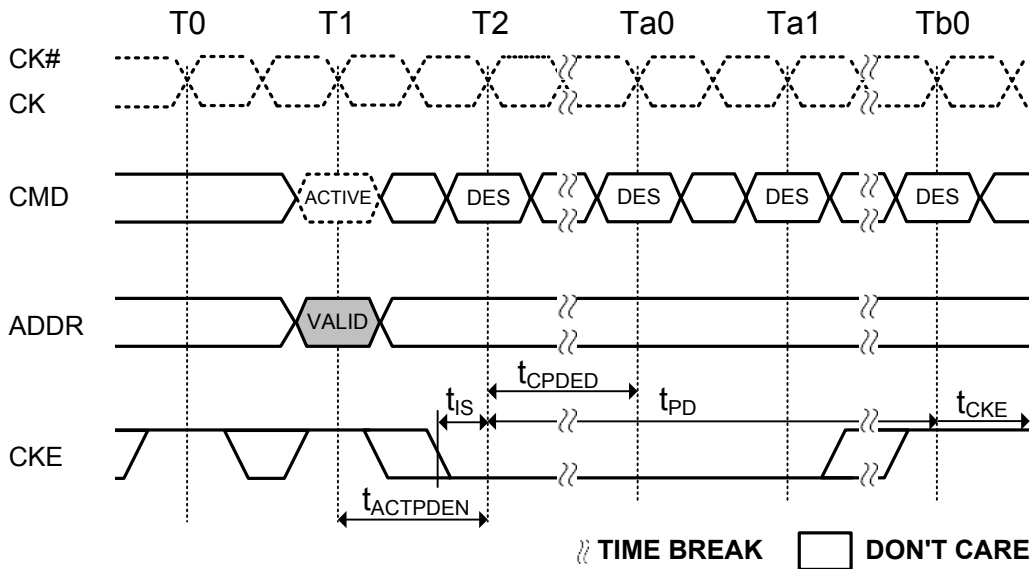 T0 T1 T2 Ta0 Ta1 Tb0
CK#
CK
CMD ACTIVE DES DES DES DES
ADDR VALID
tCPDED
tIS tPD tCKE
CKE
tACTPDEN
TIME BREAK DON'T CARE